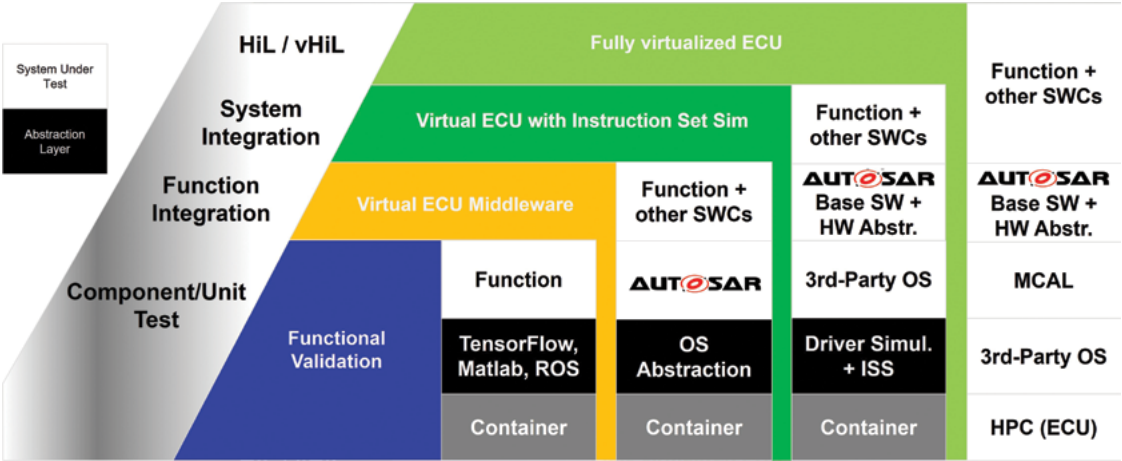 HiL / vHiL
Fully virtualized ECU
Function +
other SWCs
System Under
Test
Abstraction
Layer
System
Integration
Virtual ECU with Instruction Set Sim
Function +
other SWCs
Function
Integration
Virtual ECU Middleware
Function +
other SWCs
AUTOSAR
Base SW +
HW Abstr.
AUTOSAR
Base SW +
HW Abstr.
Component/Unit
Test
Functional
Validation
Function
AUTOSAR
3rd-Party OS
MCAL
TensorFlow,
Matlab, ROS
OS
Abstraction
Driver Simul.
+ ISS
3rd-Party OS
Container
Container
Container
HPC (ECU)